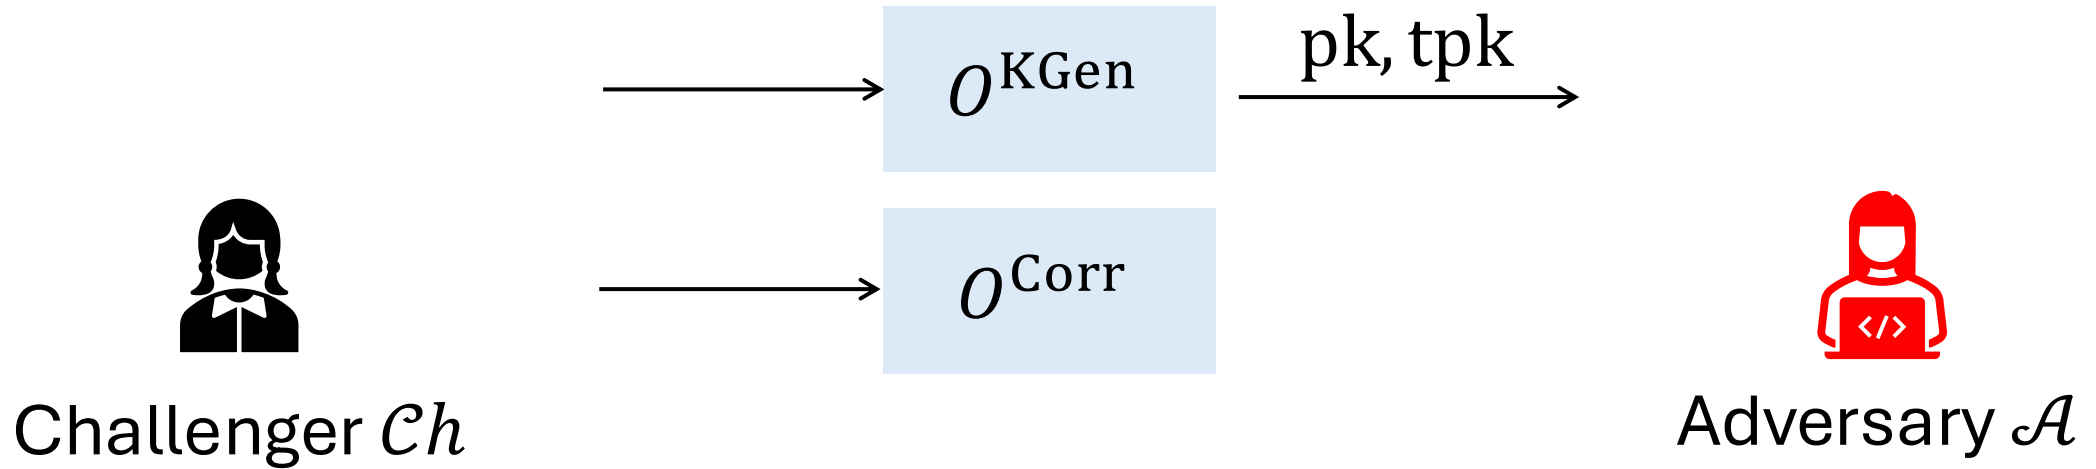 O^KGen
pk, tpk
O^Corr
</>
Challenger 𝒞h
Adversary 𝒜